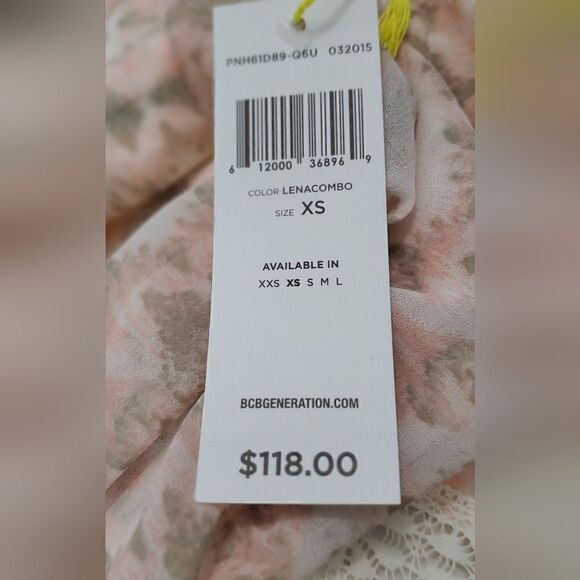 PNH61D89-Q6U 032015
6 12000 36896 9
COLOR LENACOMBO
SIZE XS
AVAILABLE IN
XXS XS S M L
BCBGENERATION.COM
$118.00